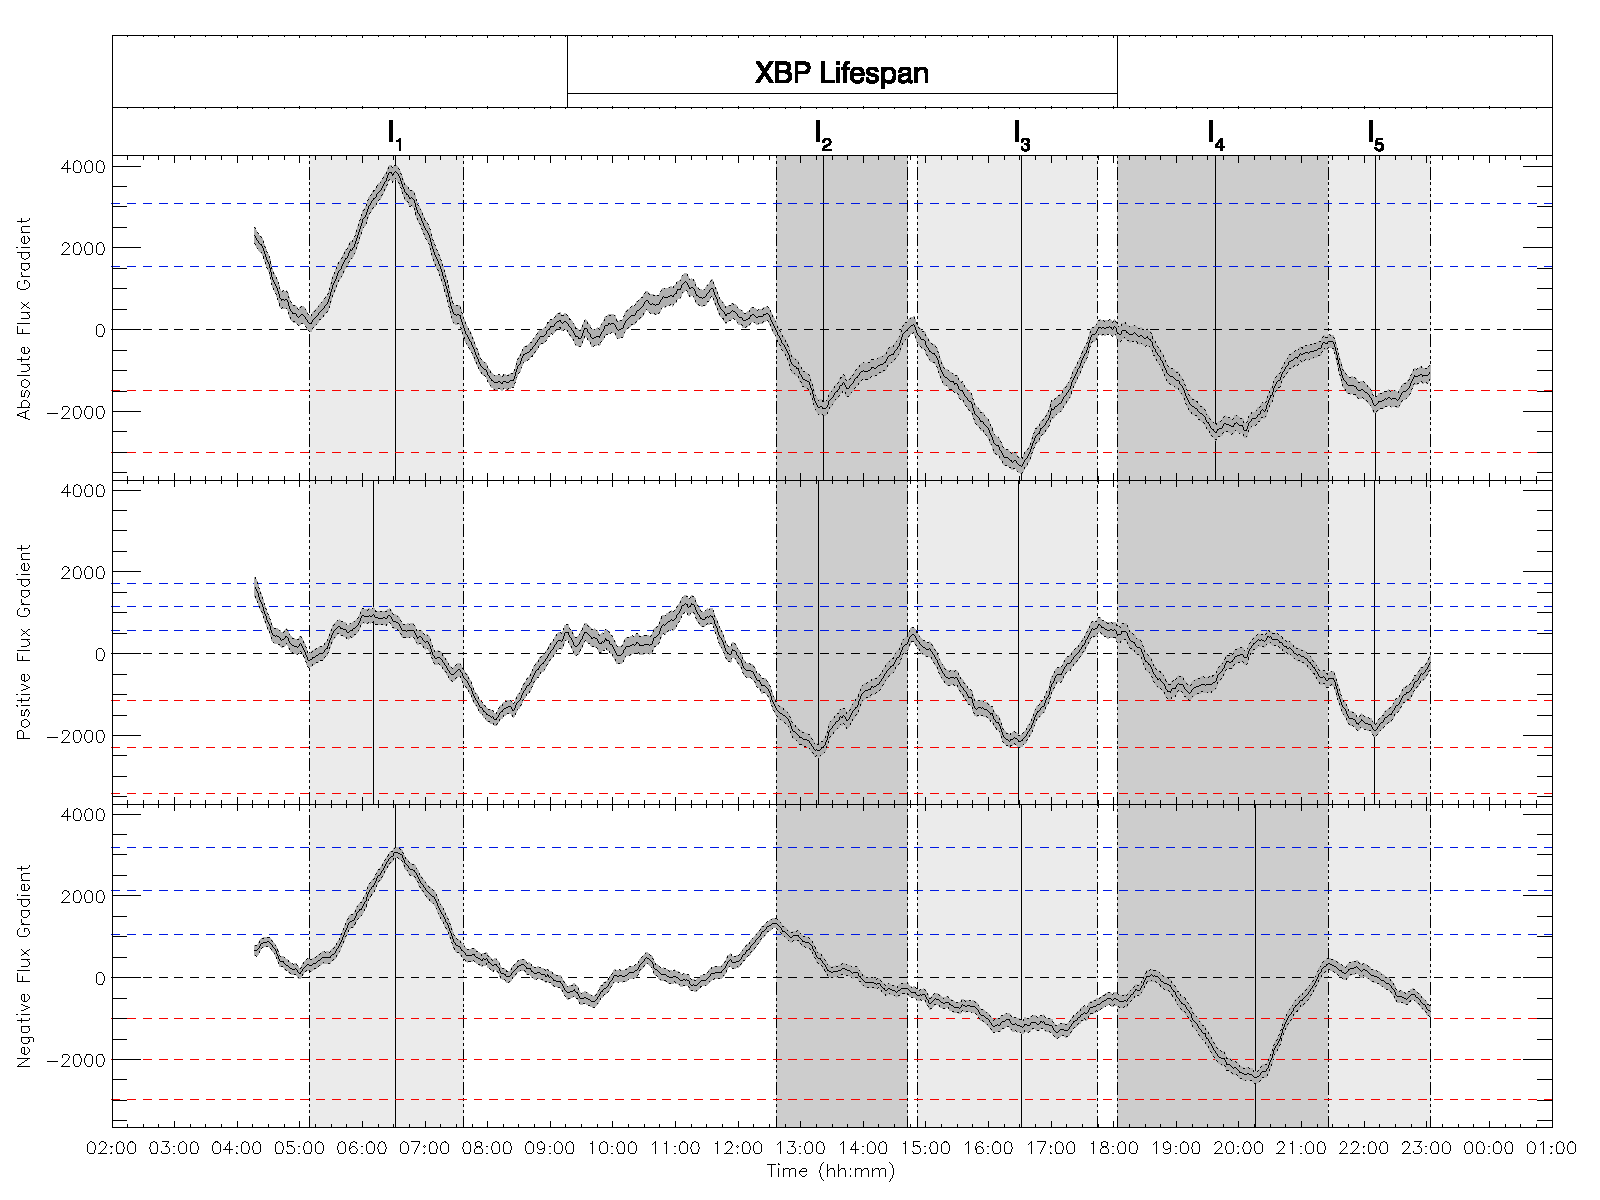 XBP Lifespan
I1 I2 I3 I4 I5
4000
2000
0
−2000
Absolute Flux Gradient
4000
2000
0
−2000
Positive Flux Gradient
4000
2000
0
−2000
Negative Flux Gradient
02:00 03:00 04:00 05:00 06:00 07:00 08:00 09:00 10:00 11:00 12:00 13:00 14:00 15:00 16:00 17:00 18:00 19:00 20:00 21:00 22:00 23:00 00:00 01:00
Time (hh:mm)